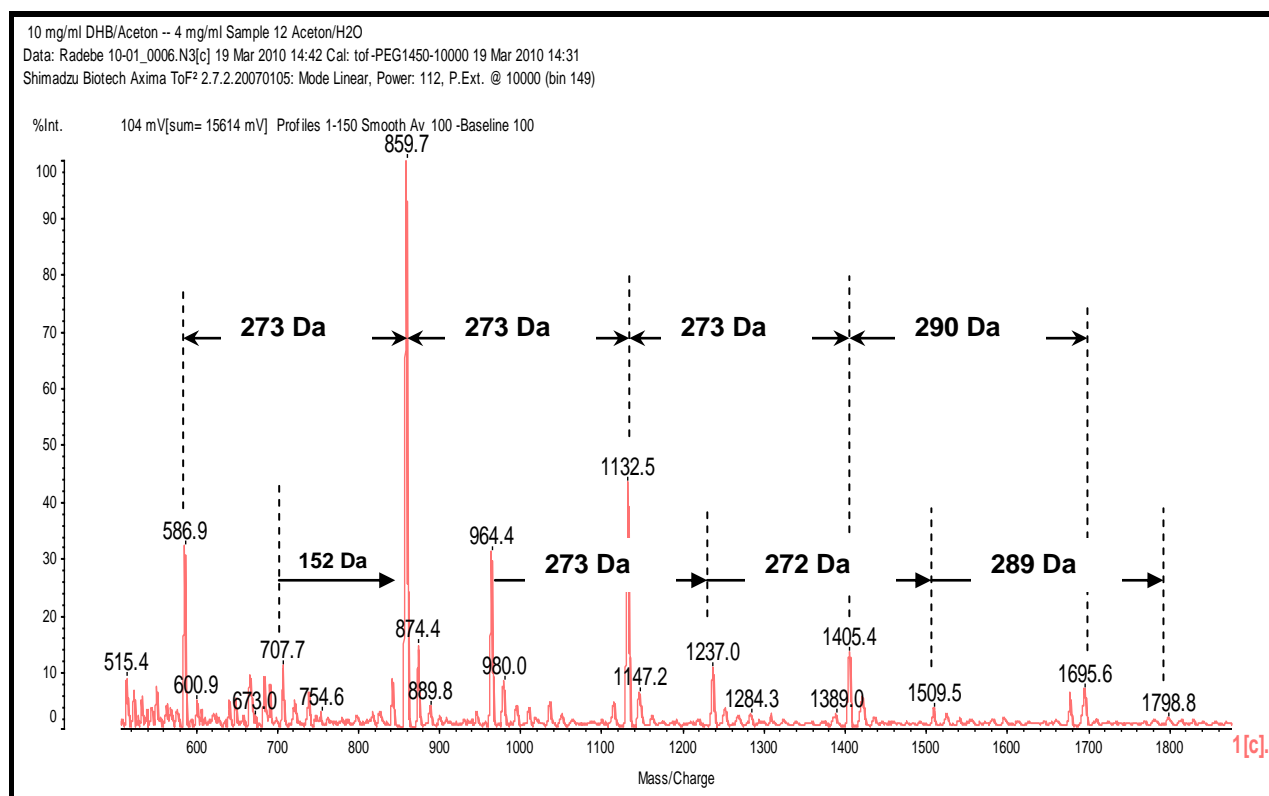 10 mg/ml DHB/Aceton -- 4 mg/ml Sample 12 Aceton/H2O
Data: Radebe 10-01_0006.N3[c] 19 Mar 2010 14:42 Cal: tof-PEG1450-10000 19 Mar 2010 14:31
Shimadzu Biotech Axima ToF² 2.7.2.20070105: Mode Linear, Power: 112, P.Ext. @ 10000 (bin 149)
%Int. 104 mV[sum= 15614 mV] Profiles 1-150 Smooth Av 100 -Baseline 100
859.7
100
90
80
70
273 Da 273 Da 273 Da 290 Da
60
50
1132.5
40
586.9 964.4
30
152 Da 273 Da 272 Da 289 Da
20
707.7 874.4 1237.0 1405.4
515.4 980.0 1147.2 1695.6
10
600.9 673.0 754.6 889.8 1284.3 1389.0 1509.5 1798.8
0
600 700 800 900 1000 1100 1200 1300 1400 1500 1600 1700 1800
1[c].
Mass/Charge